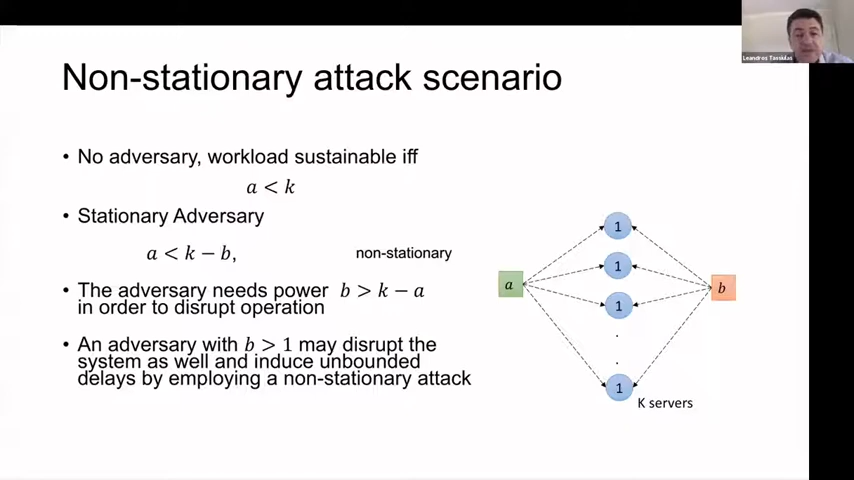 Leandros Tassiulas
Non-stationary attack scenario
• No adversary, workload sustainable iff
a < k
• Stationary Adversary
a < k − b,
non-stationary
• The adversary needs power b > k − a
in order to disrupt operation
• An adversary with b > 1 may disrupt the
system as well and induce unbounded
delays by employing a non-stationary attack
1
1
a
b
1
.
.
1
K servers